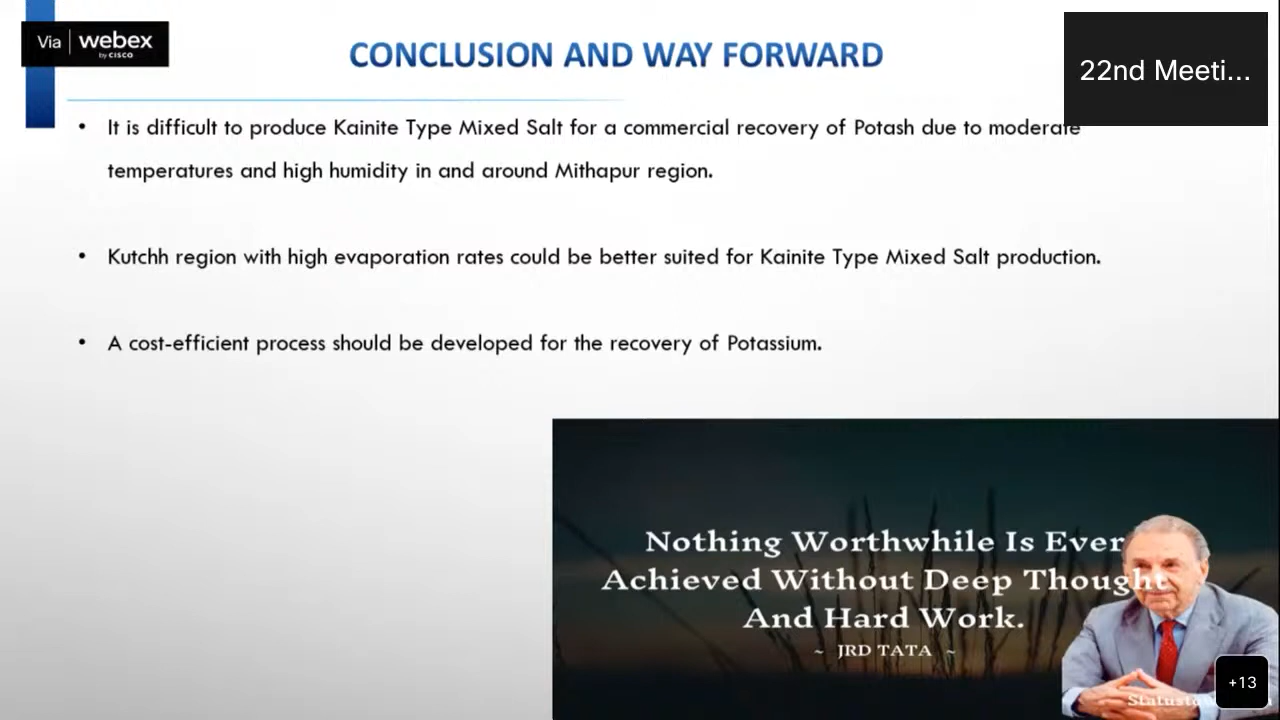 Via webex
by CISCO
CONCLUSION AND WAY FORWARD
22nd Meeti...
• It is difficult to produce Kainite Type Mixed Salt for a commercial recovery of Potash due to moderate
temperatures and high humidity in and around Mithapur region.
• Kutchh region with high evaporation rates could be better suited for Kainite Type Mixed Salt production.
• A cost-efficient process should be developed for the recovery of Potassium.
Nothing Worthwhile Is Ever
Achieved Without Deep Thought
And Hard Work.
~ JRD TATA ~
+13